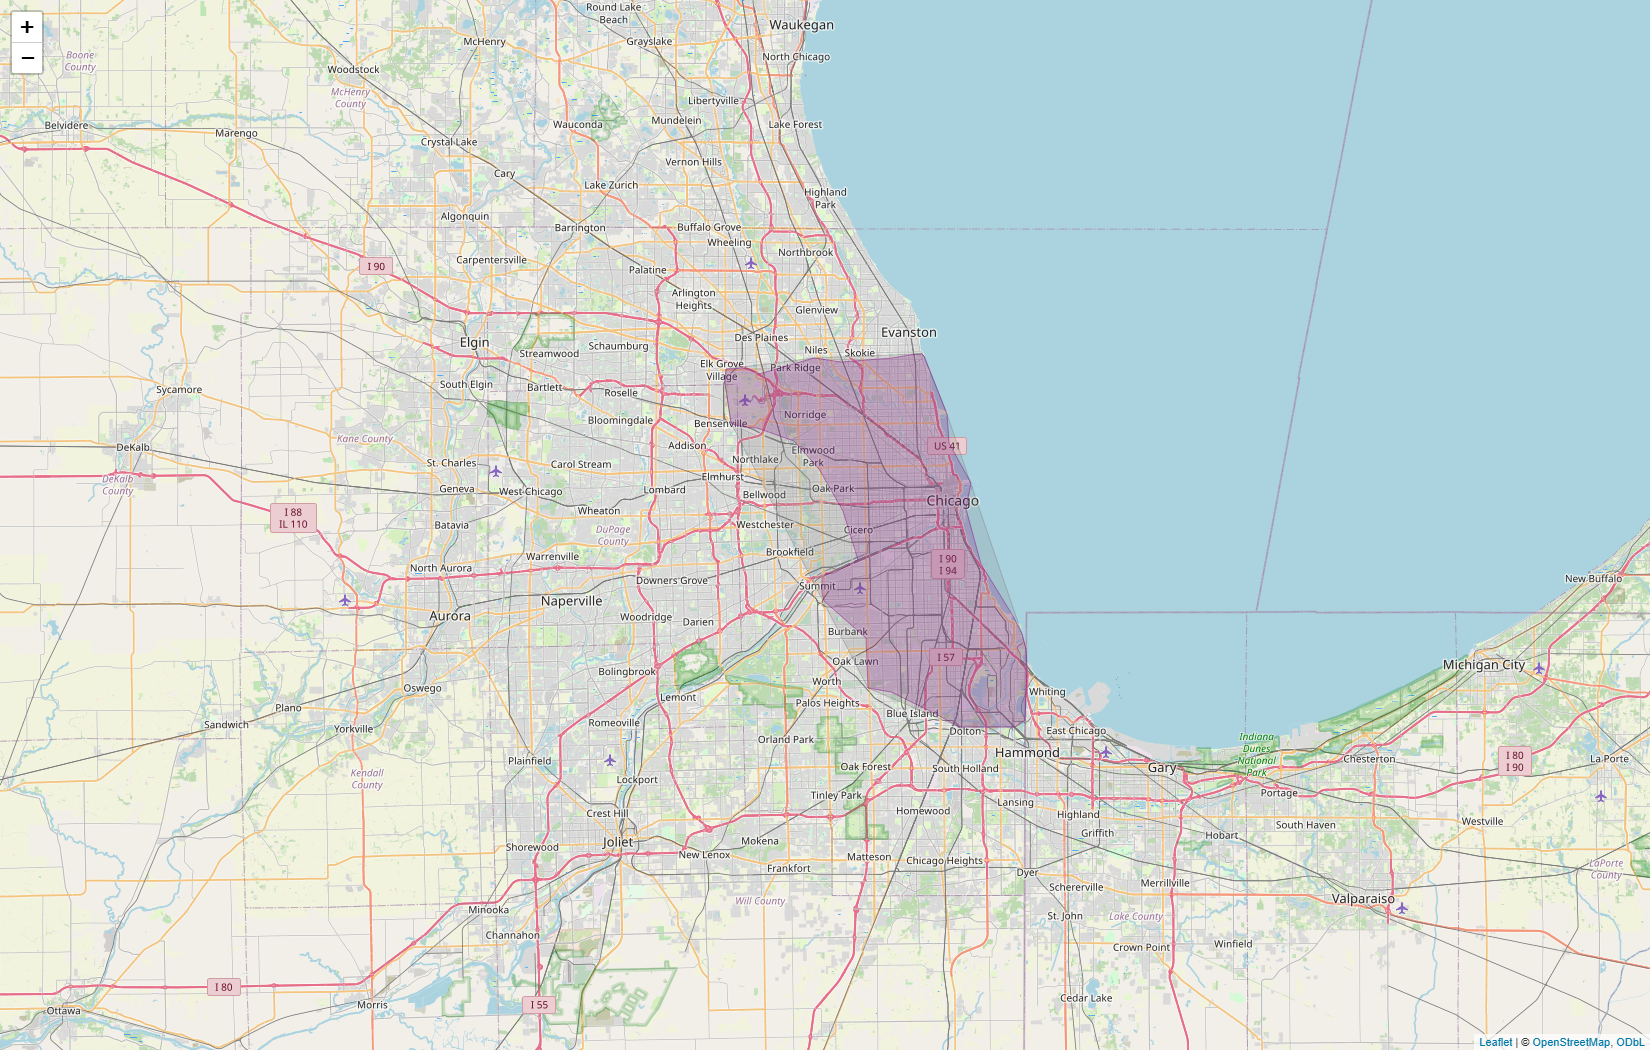 +
−
Round Lake
Beach
Waukegan
McHenry
Grayslake
North Chicago
Boone
County
Woodstock
McHenry
County
Libertyville
Belvidere
Marengo
Wauconda
Mundelein
Lake Forest
Crystal Lake
Vernon Hills
Cary
Lake Zurich
Highland
Park
Algonquin
Barrington
Buffalo Grove
Wheeling
Northbrook
Carpentersville
I 90
Palatine
Arlington
Heights
Glenview
Evanston
Elgin
Des Plaines
Schaumburg
Streamwood
Niles
Skokie
Elk Grove
Village
Park Ridge
South Elgin
Bartlett
Roselle
Sycamore
Norridge
Bloomingdale
Bensenville
Kane County
Addison
US 41
DeKalb
Elmwood
Park
St. Charles
Carol Stream
Northlake
DeKalb
County
Elmhurst
Geneva
West Chicago
Lombard
Bellwood
Oak Park
Chicago
I 88
IL 110
Wheaton
Batavia
DuPage
County
Westchester
Cicero
Warrenville
Brookfield
North Aurora
Downers Grove
Summit
I 90
I 94
New Buffalo
Naperville
Aurora
Woodridge
Darien
Burbank
Oak Lawn
I 57
Bolingbrook
Michigan City
Oswego
Lemont
Worth
Whiting
Plano
Palos Heights
Sandwich
Yorkville
Romeoville
Blue Island
Dolton
East Chicago
Orland Park
Hammond
Indiana
Dunes
National
Park
Plainfield
Chesterton
I 80
I 90
La Porte
Kendall
County
Lockport
Oak Forest
South Holland
Gary
Tinley Park
Portage
Crest Hill
Homewood
Lansing
Highland
South Haven
Westville
Griffith
Hobart
Shorewood
Joliet
Mokena
New Lenox
Matteson
Chicago Heights
Frankfort
Dyer
Schererville
Merrillville
LaPorte
County
Will County
Valparaiso
Minooka
St. John
Lake County
Channahon
Crown Point
Winfield
I 80
Morris
I 55
Cedar Lake
Ottawa
Leaflet | © OpenStreetMap, ODbL